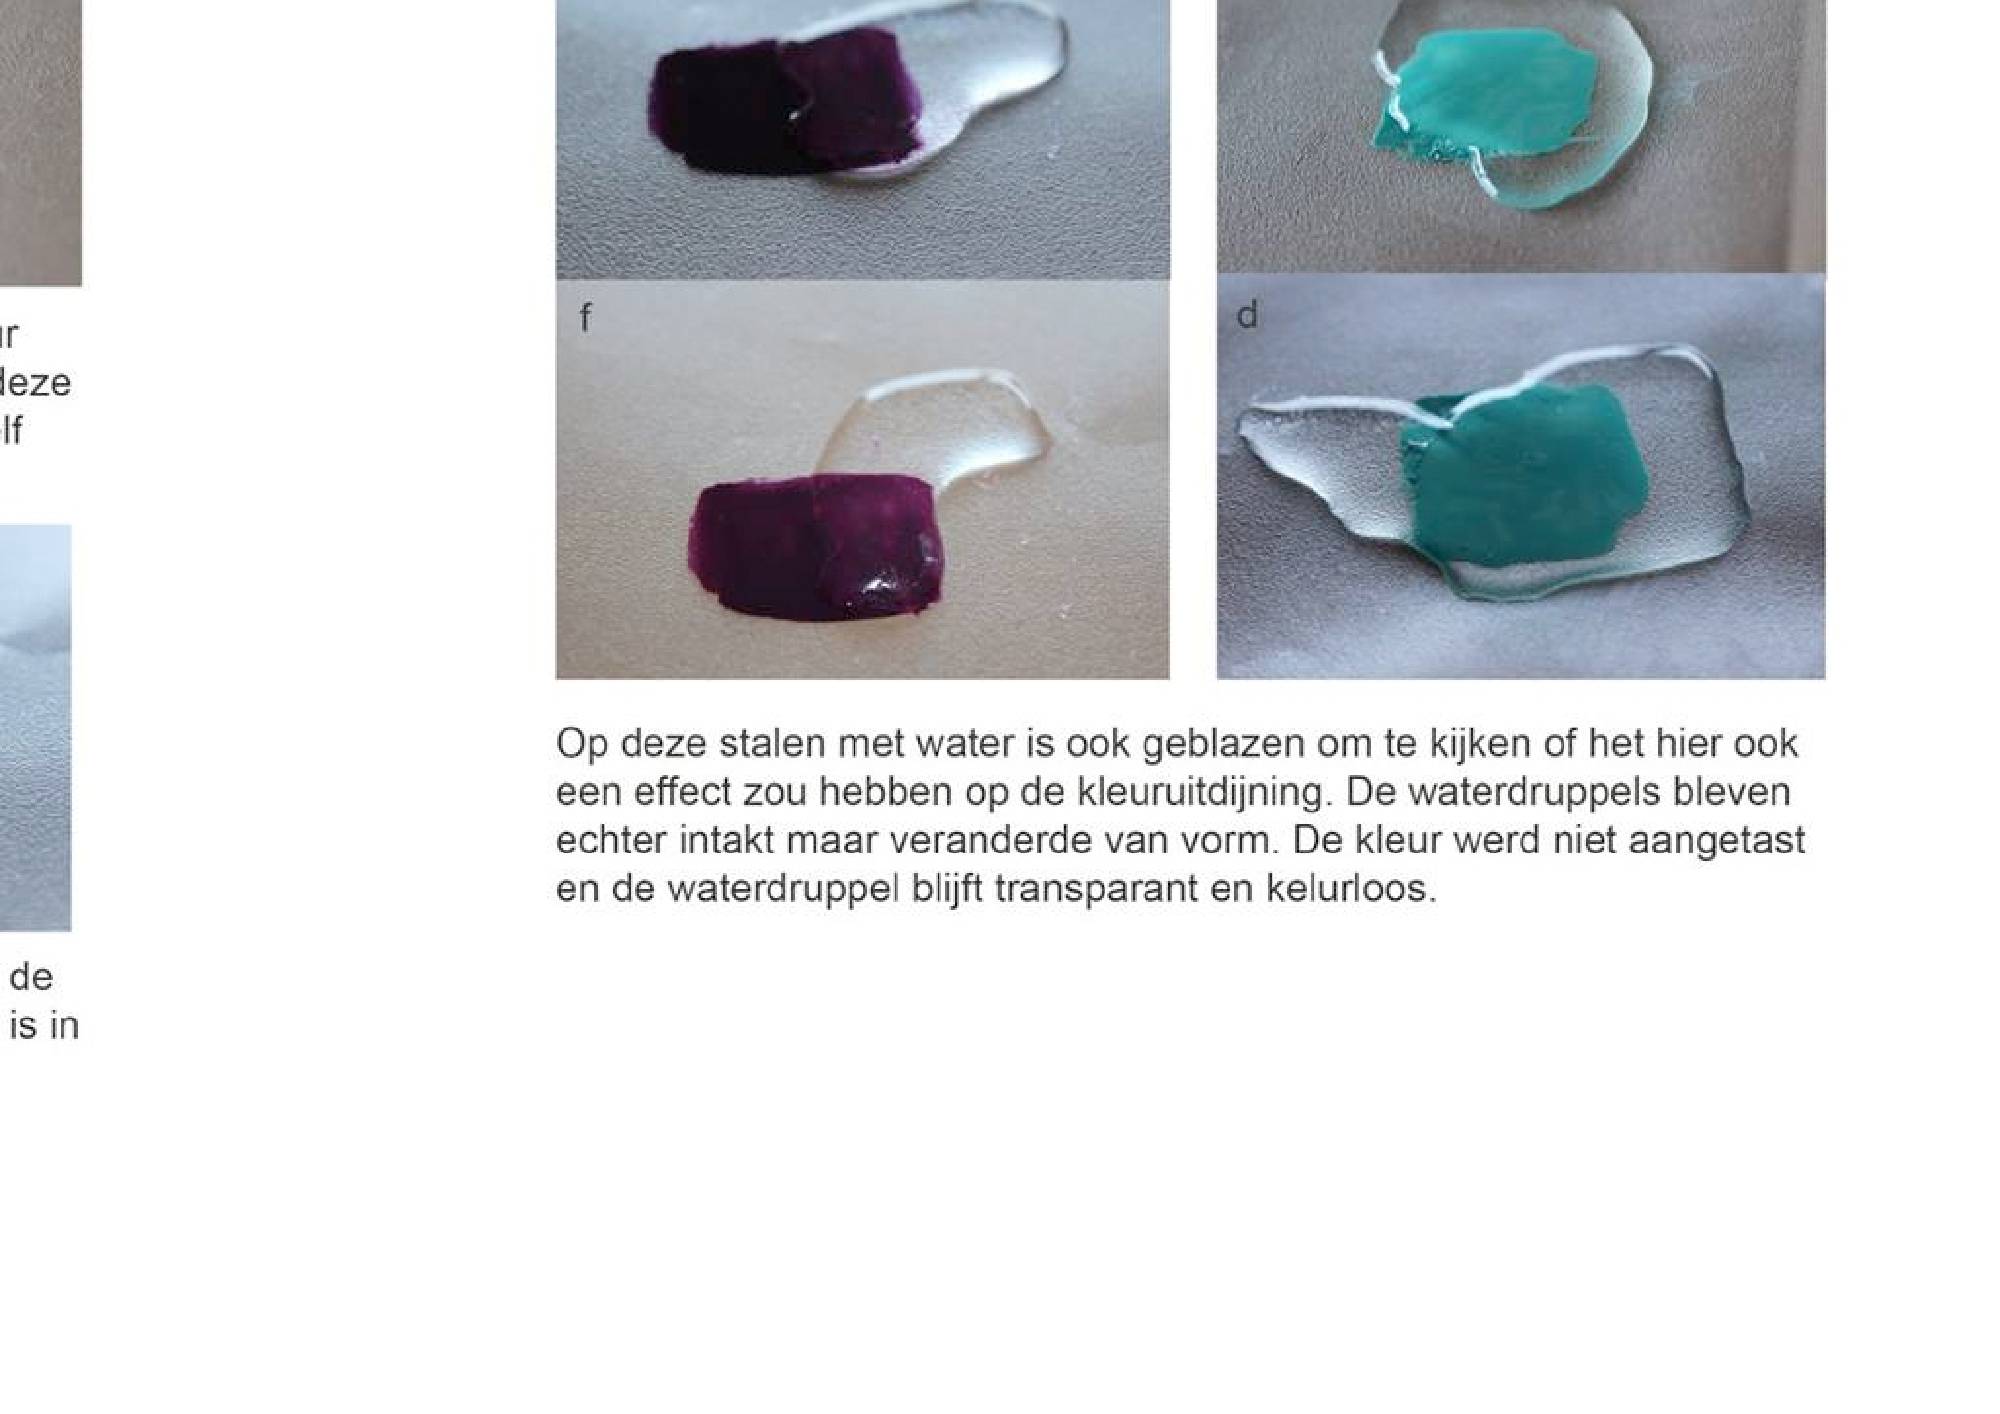 deze
lf
de
is in
f
d
Op deze stalen met water is ook geblazen om te kijken of het hier ook
een effect zou hebben op de kleuruitdijning. De waterdruppels bleven
echter intakt maar veranderde van vorm. De kleur werd niet aangetast
en de waterdruppel blijft transparant en kelurloos.